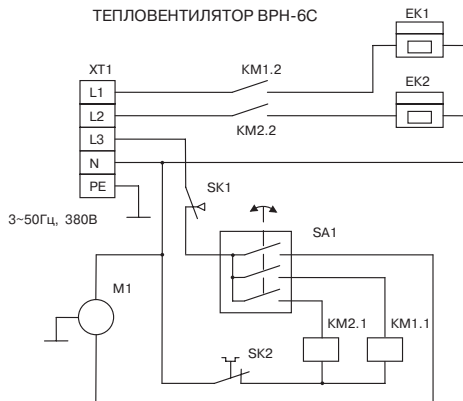 ТЕПЛОВЕНТИЛЯТОР ВРН-6С
EK1
XT1
KM1.2
EK2
L1
L2
KM2.2
L3
N
PE
SK1
3~50Гц, 380В
SA1
M1
KM2.1
KM1.1
SK2